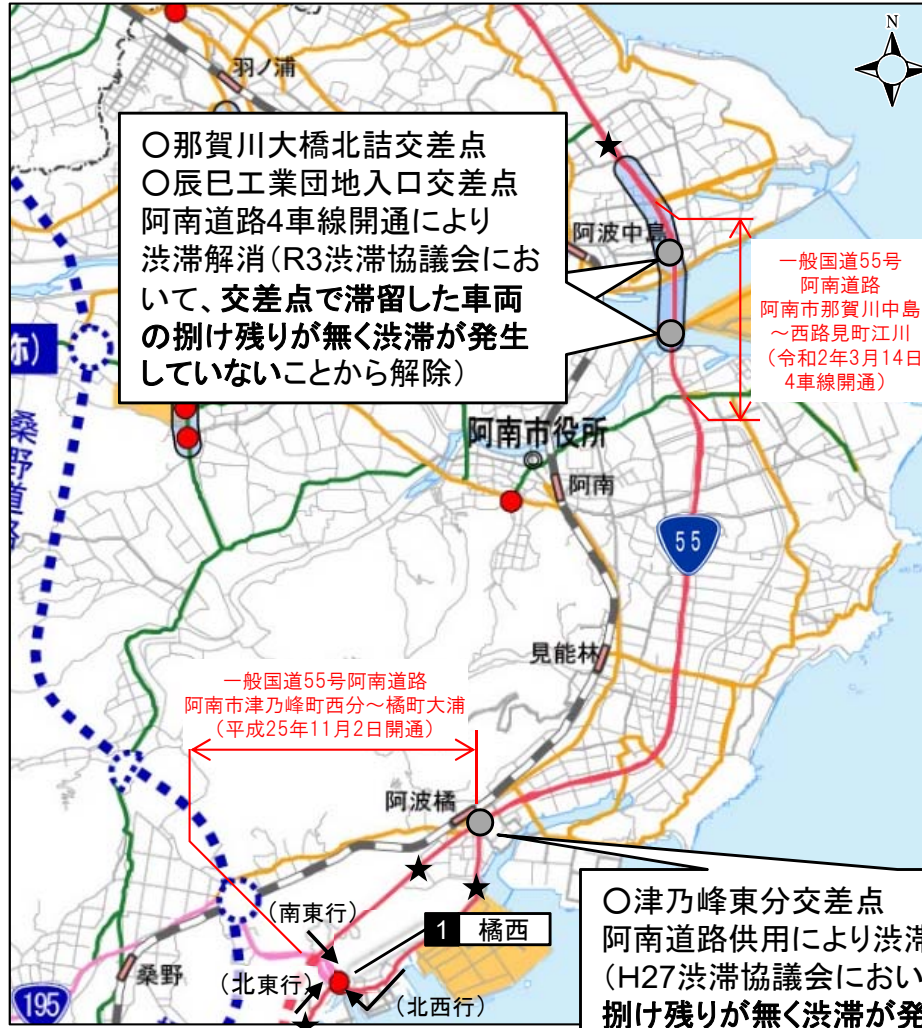 N
羽ノ浦
○那賀川大橋北詰交差点
○辰巳工業団地入口交差点
阿南道路4車線開通により
渋滞解消（R3渋滞協議会にお
いて、交差点で滞留した車両
の捌け残りが無く渋滞が発生
していないことから解除）
阿波中島
一般国道55号
阿南道路
阿南市那賀川中島
～西路見町江川
（令和2年3月14日
4車線開通）
桑野道路
阿南市役所
阿南
55
見能林
一般国道55号阿南道路
阿南市津乃峰町西分～橘町大浦
（平成25年11月2日開通）
阿波橘
（南東行）
1 橘西
（北東行）
（北西行）
桑野
195
○津乃峰東分交差点
阿南道路供用により渋滞
（H27渋滞協議会におい
捌け残りが無く渋滞が発